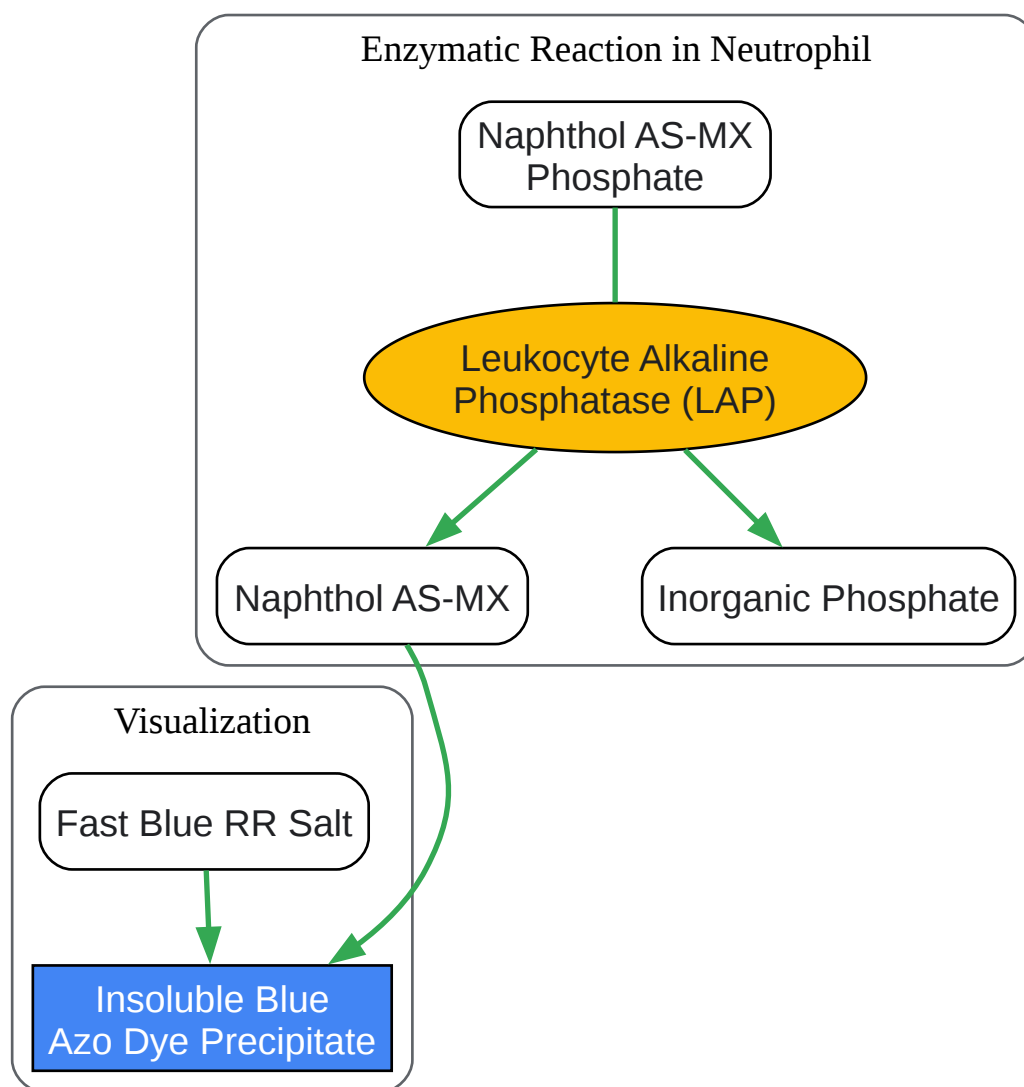 Enzymatic Reaction in Neutrophil
Naphthol AS-MX
Phosphate
Leukocyte Alkaline
Phosphatase (LAP)
Naphthol AS-MX
Inorganic Phosphate
Visualization
Fast Blue RR Salt
Insoluble Blue
Azo Dye Precipitate